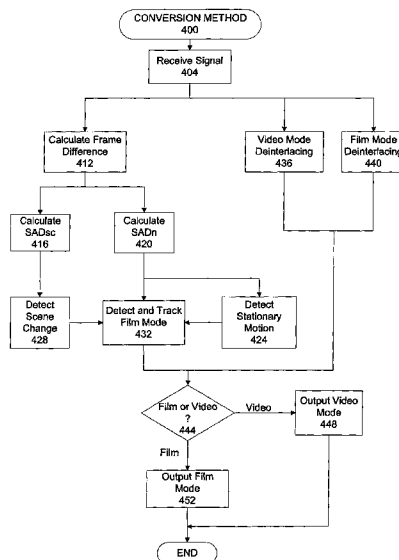 CONVERSION METHOD
400
Receive Signal
404
Calculate Frame
Difference
412
Video Mode
Deinterlacing
436
Film Mode
Deinterlacing
440
Calculate
SADsc
416
Calculate
SADn
420
Detect
Scene
Change
428
Detect and Track
Film Mode
432
Detect
Stationary
Motion
424
Film or Video
?
444
Video
Output Video
Mode
448
Film
Output Film
Mode
452
END